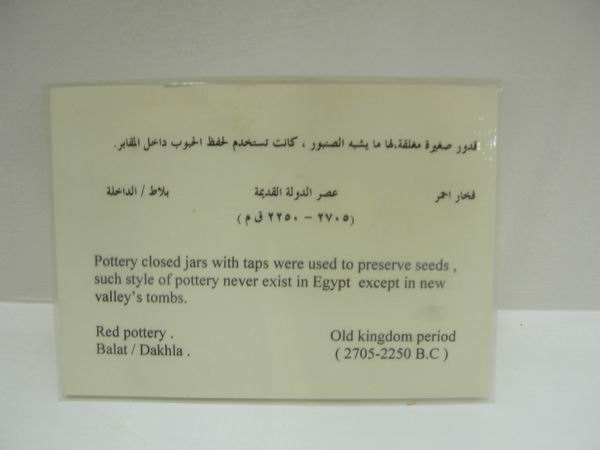 قدور صغيرة مغلقة،لها ما يشبه الصنبور ، كانت تستخدم لحفظ الحبوب داخل المقابر.
فخار احمر عصر الدولة القديمة بلاط / الداخلة
(٢٧٠٥ – ٢٢٥٠ ق م )
Pottery closed jars with taps were used to preserve seeds ,
such style of pottery never exist in Egypt except in new
valley's tombs.
Red pottery . Old kingdom period
Balat / Dakhla . ( 2705-2250 B.C )